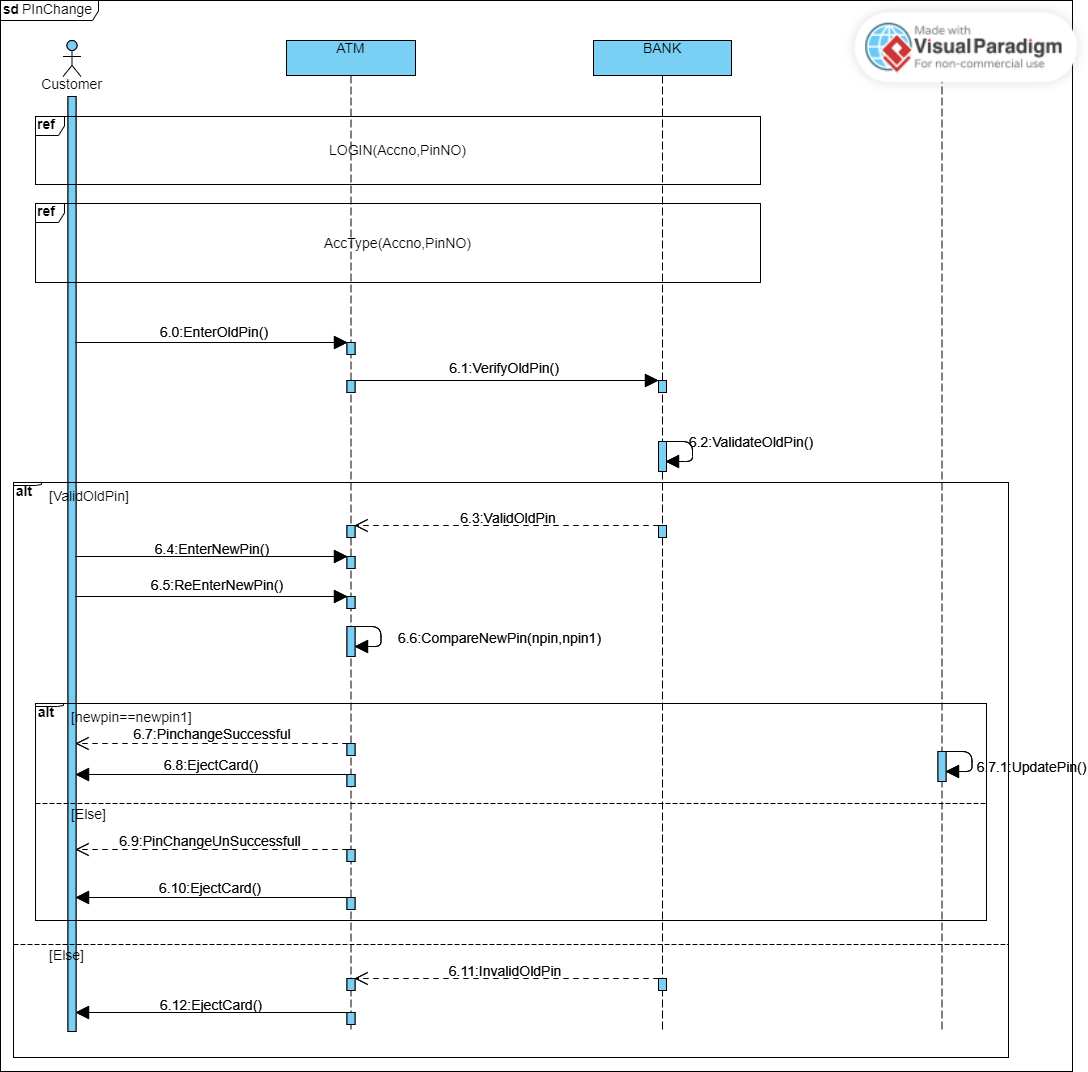 sd PInChange
Made with
Visual Paradigm
For non-commercial use
Customer
ATM
BANK
ref
LOGIN(Accno,PinNO)
ref
AccType(Accno,PinNO)
6.0:EnterOldPin()
6.1:VerifyOldPin()
6.2:ValidateOldPin()
alt
[ValidOldPin]
6.3:ValidOldPin
6.4:EnterNewPin()
6.5:ReEnterNewPin()
6.6:CompareNewPin(npin,npin1)
alt
[newpin==newpin1]
6.7:PinchangeSuccessful
6.8:EjectCard()
6.7.1:UpdatePin()
[Else]
6.9:PinChangeUnSuccessfull
6.10:EjectCard()
[Else]
6.11:InvalidOldPin
6.12:EjectCard()